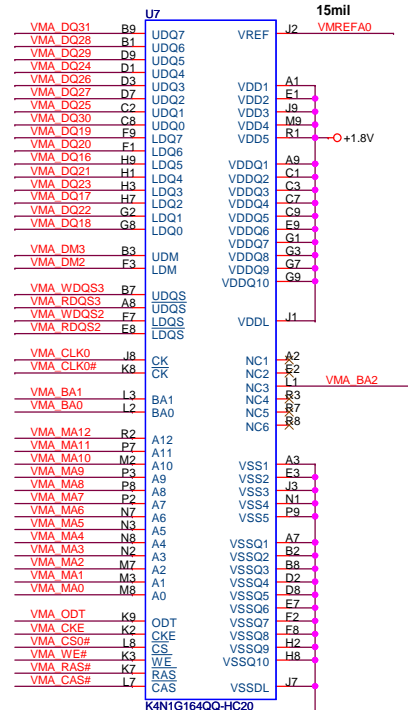 U7
15mil
VMA_DQ31 B9 UDQ7
VMA_DQ28 B1 UDQ6
VMA_DQ29 D9 UDQ5
VMA_DQ24 D1 UDQ4
VMA_DQ26 D3 UDQ3
VMA_DQ27 D7 UDQ2
VMA_DQ25 C2 UDQ1
VMA_DQ30 C8 UDQ0
VMA_DQ19 F9 LDQ7
VMA_DQ20 F1 LDQ6
VMA_DQ16 H9 LDQ5
VMA_DQ21 H1 LDQ4
VMA_DQ23 H3 LDQ3
VMA_DQ17 H7 LDQ2
VMA_DQ22 G2 LDQ1
VMA_DQ18 G8 LDQ0
VMA_DM3 B3 UDM
VMA_DM2 F3 LDM
VMA_WDQS3 B7 UDQS
VMA_RDQS3 A8 UDQS
VMA_WDQS2 F7 LDQS
VMA_RDQS2 E8 LDQS
VMA_CLK0 J8 CK
VMA_CLK0# K8 CK
VMA_BA1 L3 BA1
VMA_BA0 L2 BA0
VMA_MA12 R2 A12
VMA_MA11 P7 A11
VMA_MA10 M2 A10
VMA_MA9 P3 A9
VMA_MA8 P8 A8
VMA_MA7 P2 A7
VMA_MA6 N7 A6
VMA_MA5 N3 A5
VMA_MA4 N8 A4
VMA_MA3 N2 A3
VMA_MA2 M7 A2
VMA_MA1 M3 A1
VMA_MA0 M8 A0
VMA_ODT K9 ODT
VMA_CKE K2 CKE
VMA_CS0# L8 CS
VMA_WE# K3 WE
VMA_RAS# K7 RAS
VMA_CAS# L7 CAS
VREF J2 VMREFA0
VDD1 A1
VDD2 E1
VDD3 J9
VDD4 M9
VDD5 R1 +1.8V
VDDQ1 A9
VDDQ2 C1
VDDQ3 C3
VDDQ4 C7
VDDQ5 C9
VDDQ6 E9
VDDQ7 G1
VDDQ8 G3
VDDQ9 G7
VDDQ10 G9
VDDL J1
NC1 A2
NC2 E2
NC3 L1 VMA_BA2
NC4 R3
NC5 R7
NC6 R8
VSS1 A3
VSS2 E3
VSS3 J3
VSS4 N1
VSS5 P9
VSSQ1 A7
VSSQ2 B2
VSSQ3 B8
VSSQ4 D2
VSSQ5 D8
VSSQ6 E7
VSSQ7 F2
VSSQ8 F8
VSSQ9 H2
VSSQ10 H8
VSSDL J7
K4N1G164QQ-HC20